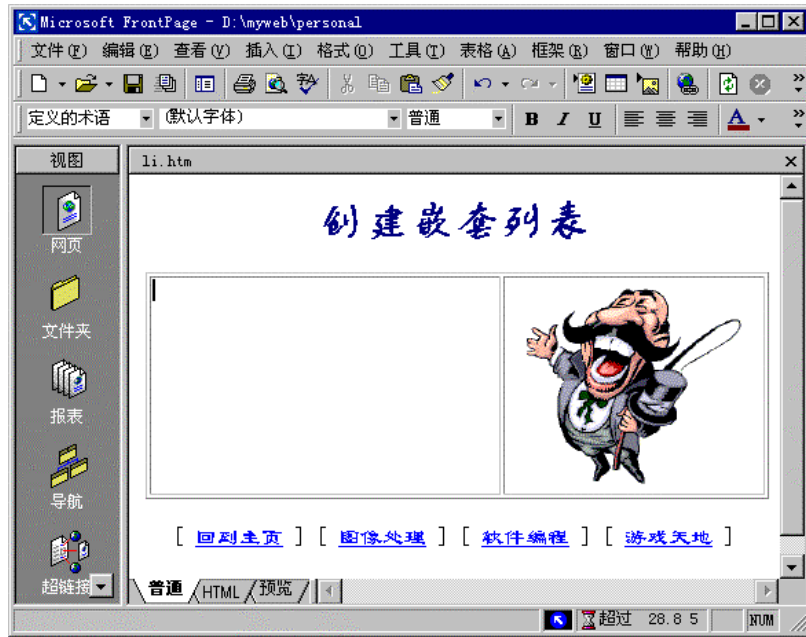 Microsoft FrontPage - D:\myweb\personal
文件(F) 编辑(E) 查看(V) 插入(I) 格式(O) 工具(T) 表格(A) 框架(R) 窗口(W) 帮助(H)
定义的术语 (默认字体) 普通 B I U A
视图 li.htm
创建嵌套列表
网页
文件夹
报表
导航
超链接
[ 回到主页 ] [ 图像处理 ] [ 软件编程 ] [ 游戏天地 ]
普通 HTML 预览
超过 28.8 5 NUM